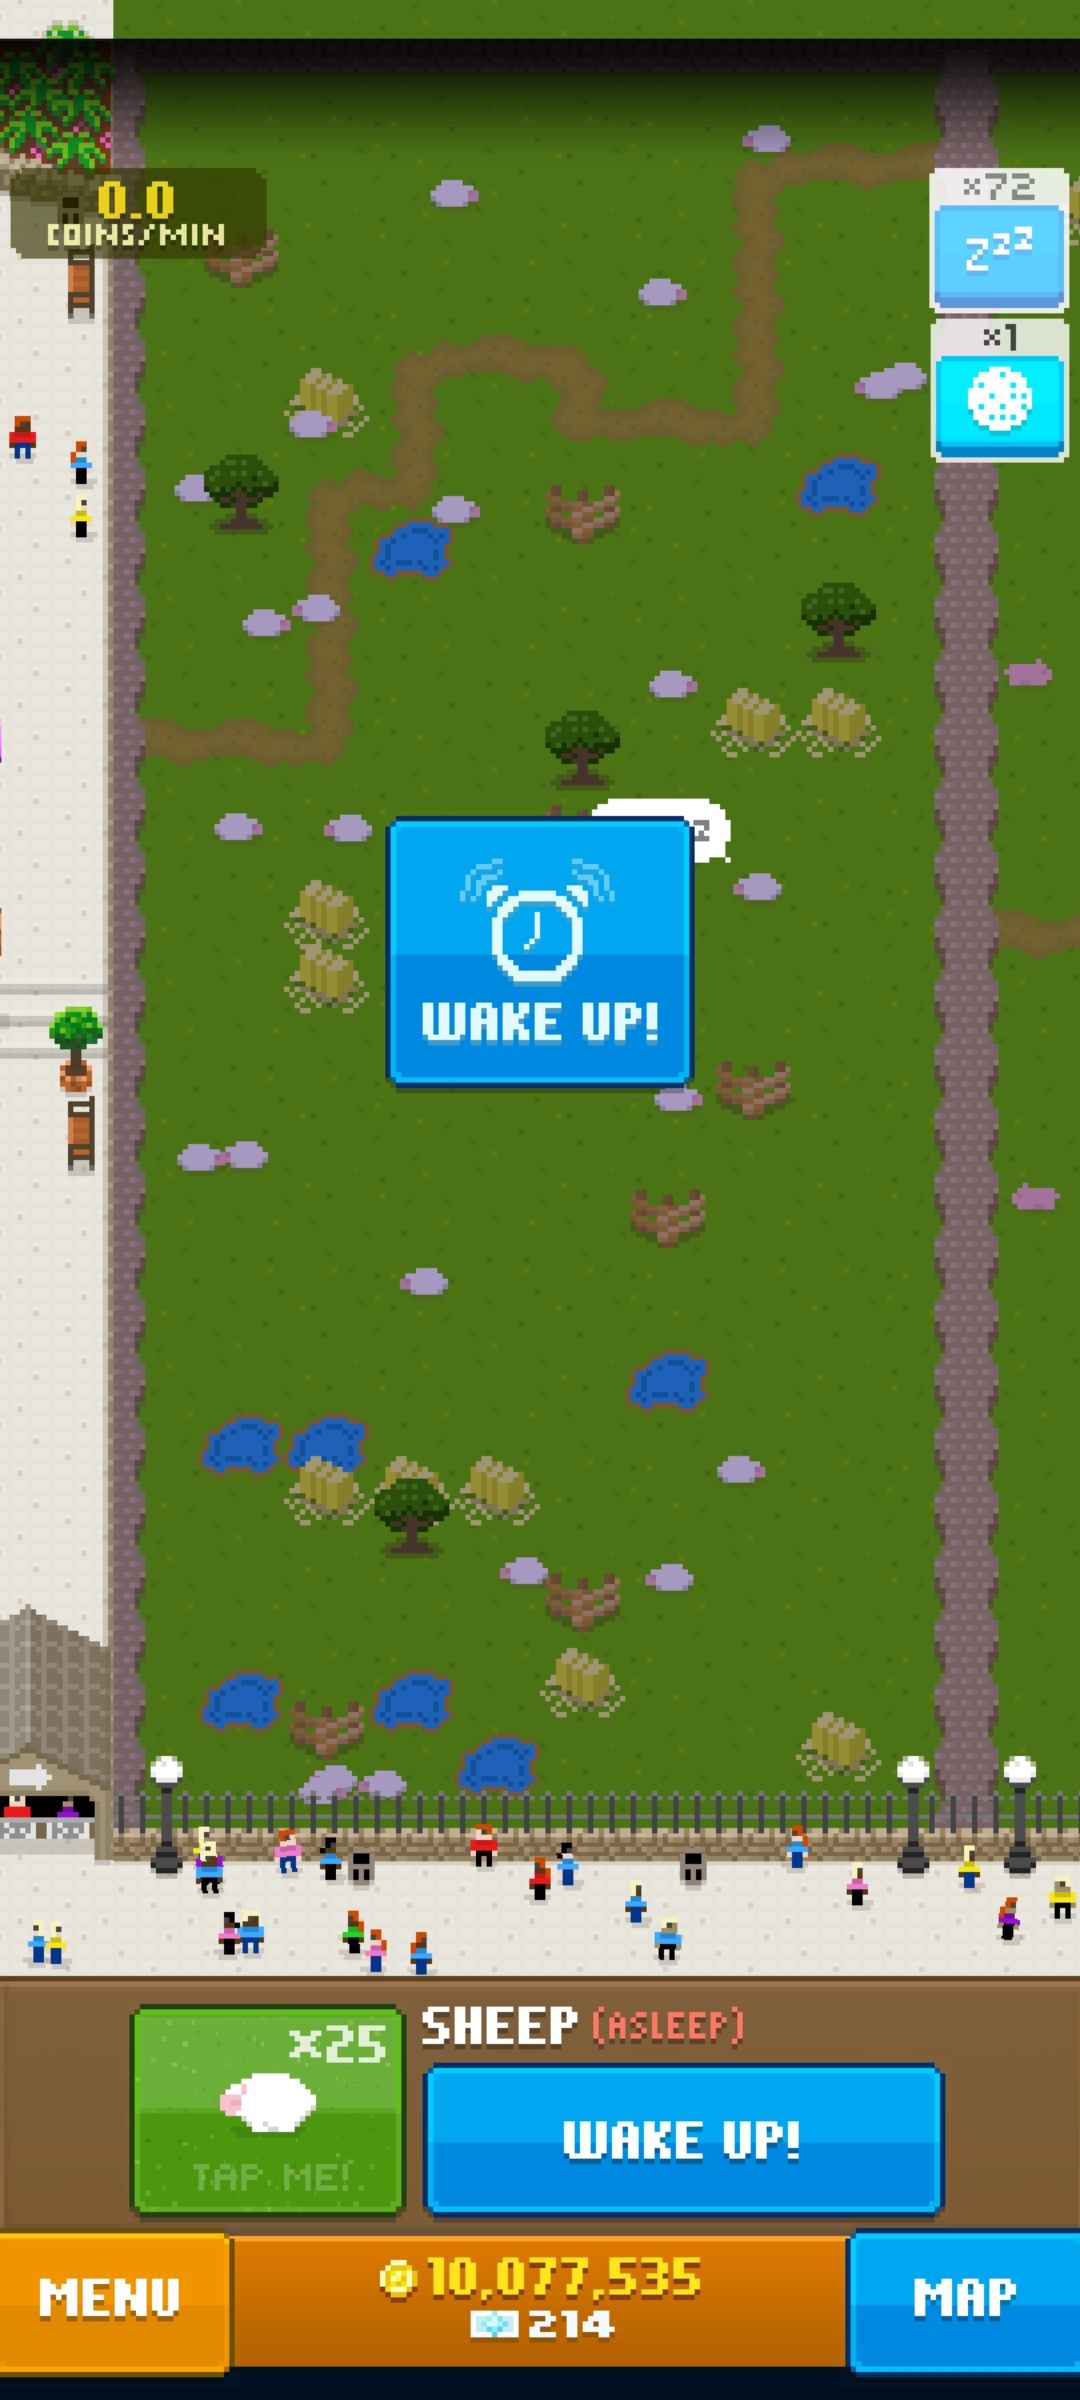 0.0
COINS/MIN
x72
zzz
x1
z
WAKE UP!
x25
TAP ME!
SHEEP (ASLEEP)
WAKE UP!
MENU
10,077,535
214
MAP